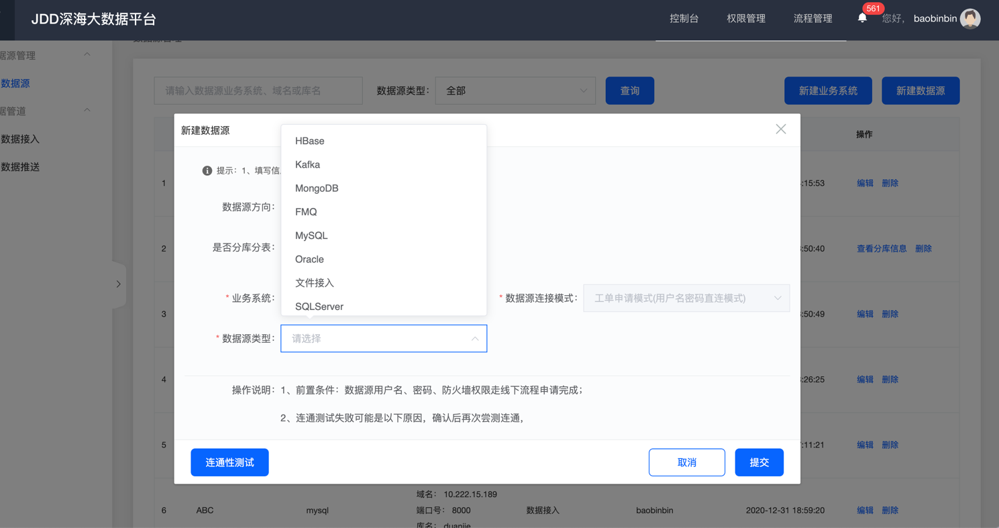 JDD深海大数据平台
控制台
权限管理
流程管理
561
您好，
baobinbin
据源管理
数据源
据管道
数据接入
数据推送
请输入数据源业务系统、域名或库名
数据源类型：
全部
查询
新建业务系统
新建数据源
操作
新建数据源
提示：1、填写信
HBase
Kafka
MongoDB
FMQ
MySQL
Oracle
文件接入
SQLServer
数据源方向：
是否分库分表：
* 业务系统：
* 数据源连接模式：
工单申请模式(用户名密码直连模式)
* 数据源类型：
请选择
操作说明：1、前置条件：数据源用户名、密码、防火墙权限走线下流程申请完成；
2、连通测试失败可能是以下原因，确认后再次尝测连通，
连通性测试
取消
提交
1
:15:53
编辑 删除
2
:50:40
查看分库信息 删除
3
:50:49
编辑 删除
4
:26:25
编辑 删除
5
:11:21
编辑 删除
域名： 10.222.15.189
6 ABC mysql 端口号： 8000 数据接入 baobinbin 2020-12-31 18:59:20 编辑 删除
库名： duanjie